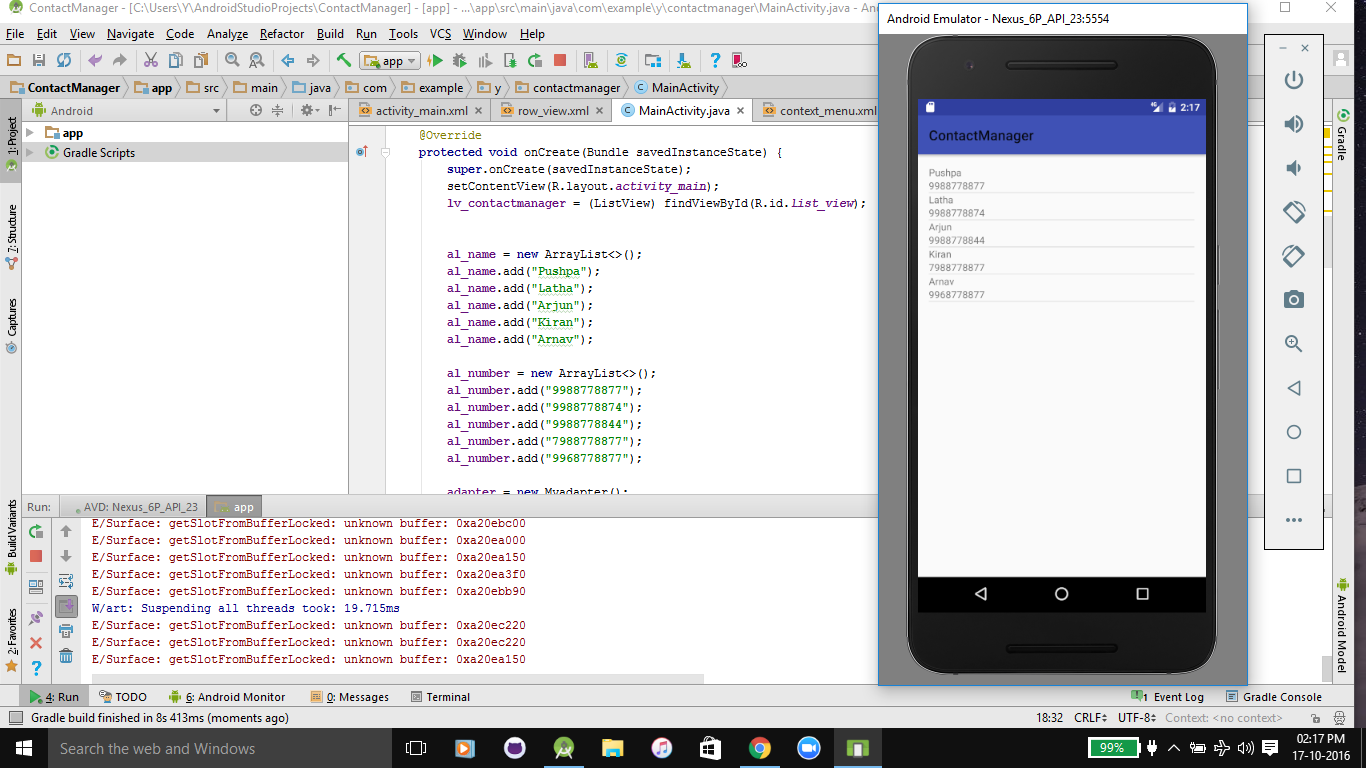 ContactManager - [C:\Users\Y\AndroidStudioProjects\ContactManager] - [app] - ...\app\src\main\java\com\example\y\contactmanager\MainActivity.java - An
File Edit View Navigate Code Analyze Refactor Build Run Tools VCS Window Help
app
ContactManager app src main java com example y contactmanager MainActivity
Android
activity_main.xml row_view.xml MainActivity.java context_menu.xml
1: Project
7: Structure
Captures
Build Variants
2: Favorites
app
Gradle Scripts
@Override
protected void onCreate(Bundle savedInstanceState) {
super.onCreate(savedInstanceState);
setContentView(R.layout.activity_main);
lv_contactmanager = (ListView) findViewById(R.id.list_view);
al_name = new ArrayList<>();
al_name.add("Pushpa");
al_name.add("Latha");
al_name.add("Arjun");
al_name.add("Kiran");
al_name.add("Arnav");
al_number = new ArrayList<>();
al_number.add("9988778877");
al_number.add("9988778874");
al_number.add("9988778844");
al_number.add("7988778877");
al_number.add("9968778877");
adapter = new Myadapter();
Android Emulator - Nexus_6P_API_23:5554
2:17
ContactManager
Pushpa
9988778877
Latha
9988778874
Arjun
9988778844
Kiran
7988778877
Arnav
9968778877
Gradle
Android Model
Run: AVD: Nexus_6P_API_23 app
E/Surface: getSlotFromBufferLocked: unknown buffer: 0xa20ebc00
E/Surface: getSlotFromBufferLocked: unknown buffer: 0xa20ea000
E/Surface: getSlotFromBufferLocked: unknown buffer: 0xa20ea150
E/Surface: getSlotFromBufferLocked: unknown buffer: 0xa20ea3f0
E/Surface: getSlotFromBufferLocked: unknown buffer: 0xa20ebb90
W/art: Suspending all threads took: 19.715ms
E/Surface: getSlotFromBufferLocked: unknown buffer: 0xa20ec220
E/Surface: getSlotFromBufferLocked: unknown buffer: 0xa20ec220
E/Surface: getSlotFromBufferLocked: unknown buffer: 0xa20ea150
4: Run TODO 6: Android Monitor 0: Messages Terminal 1 Event Log Gradle Console
Gradle build finished in 8s 413ms (moments ago) 18:32 CRLF UTF-8 Context: <no context>
Search the web and Windows 99% 02:17 PM
17-10-2016